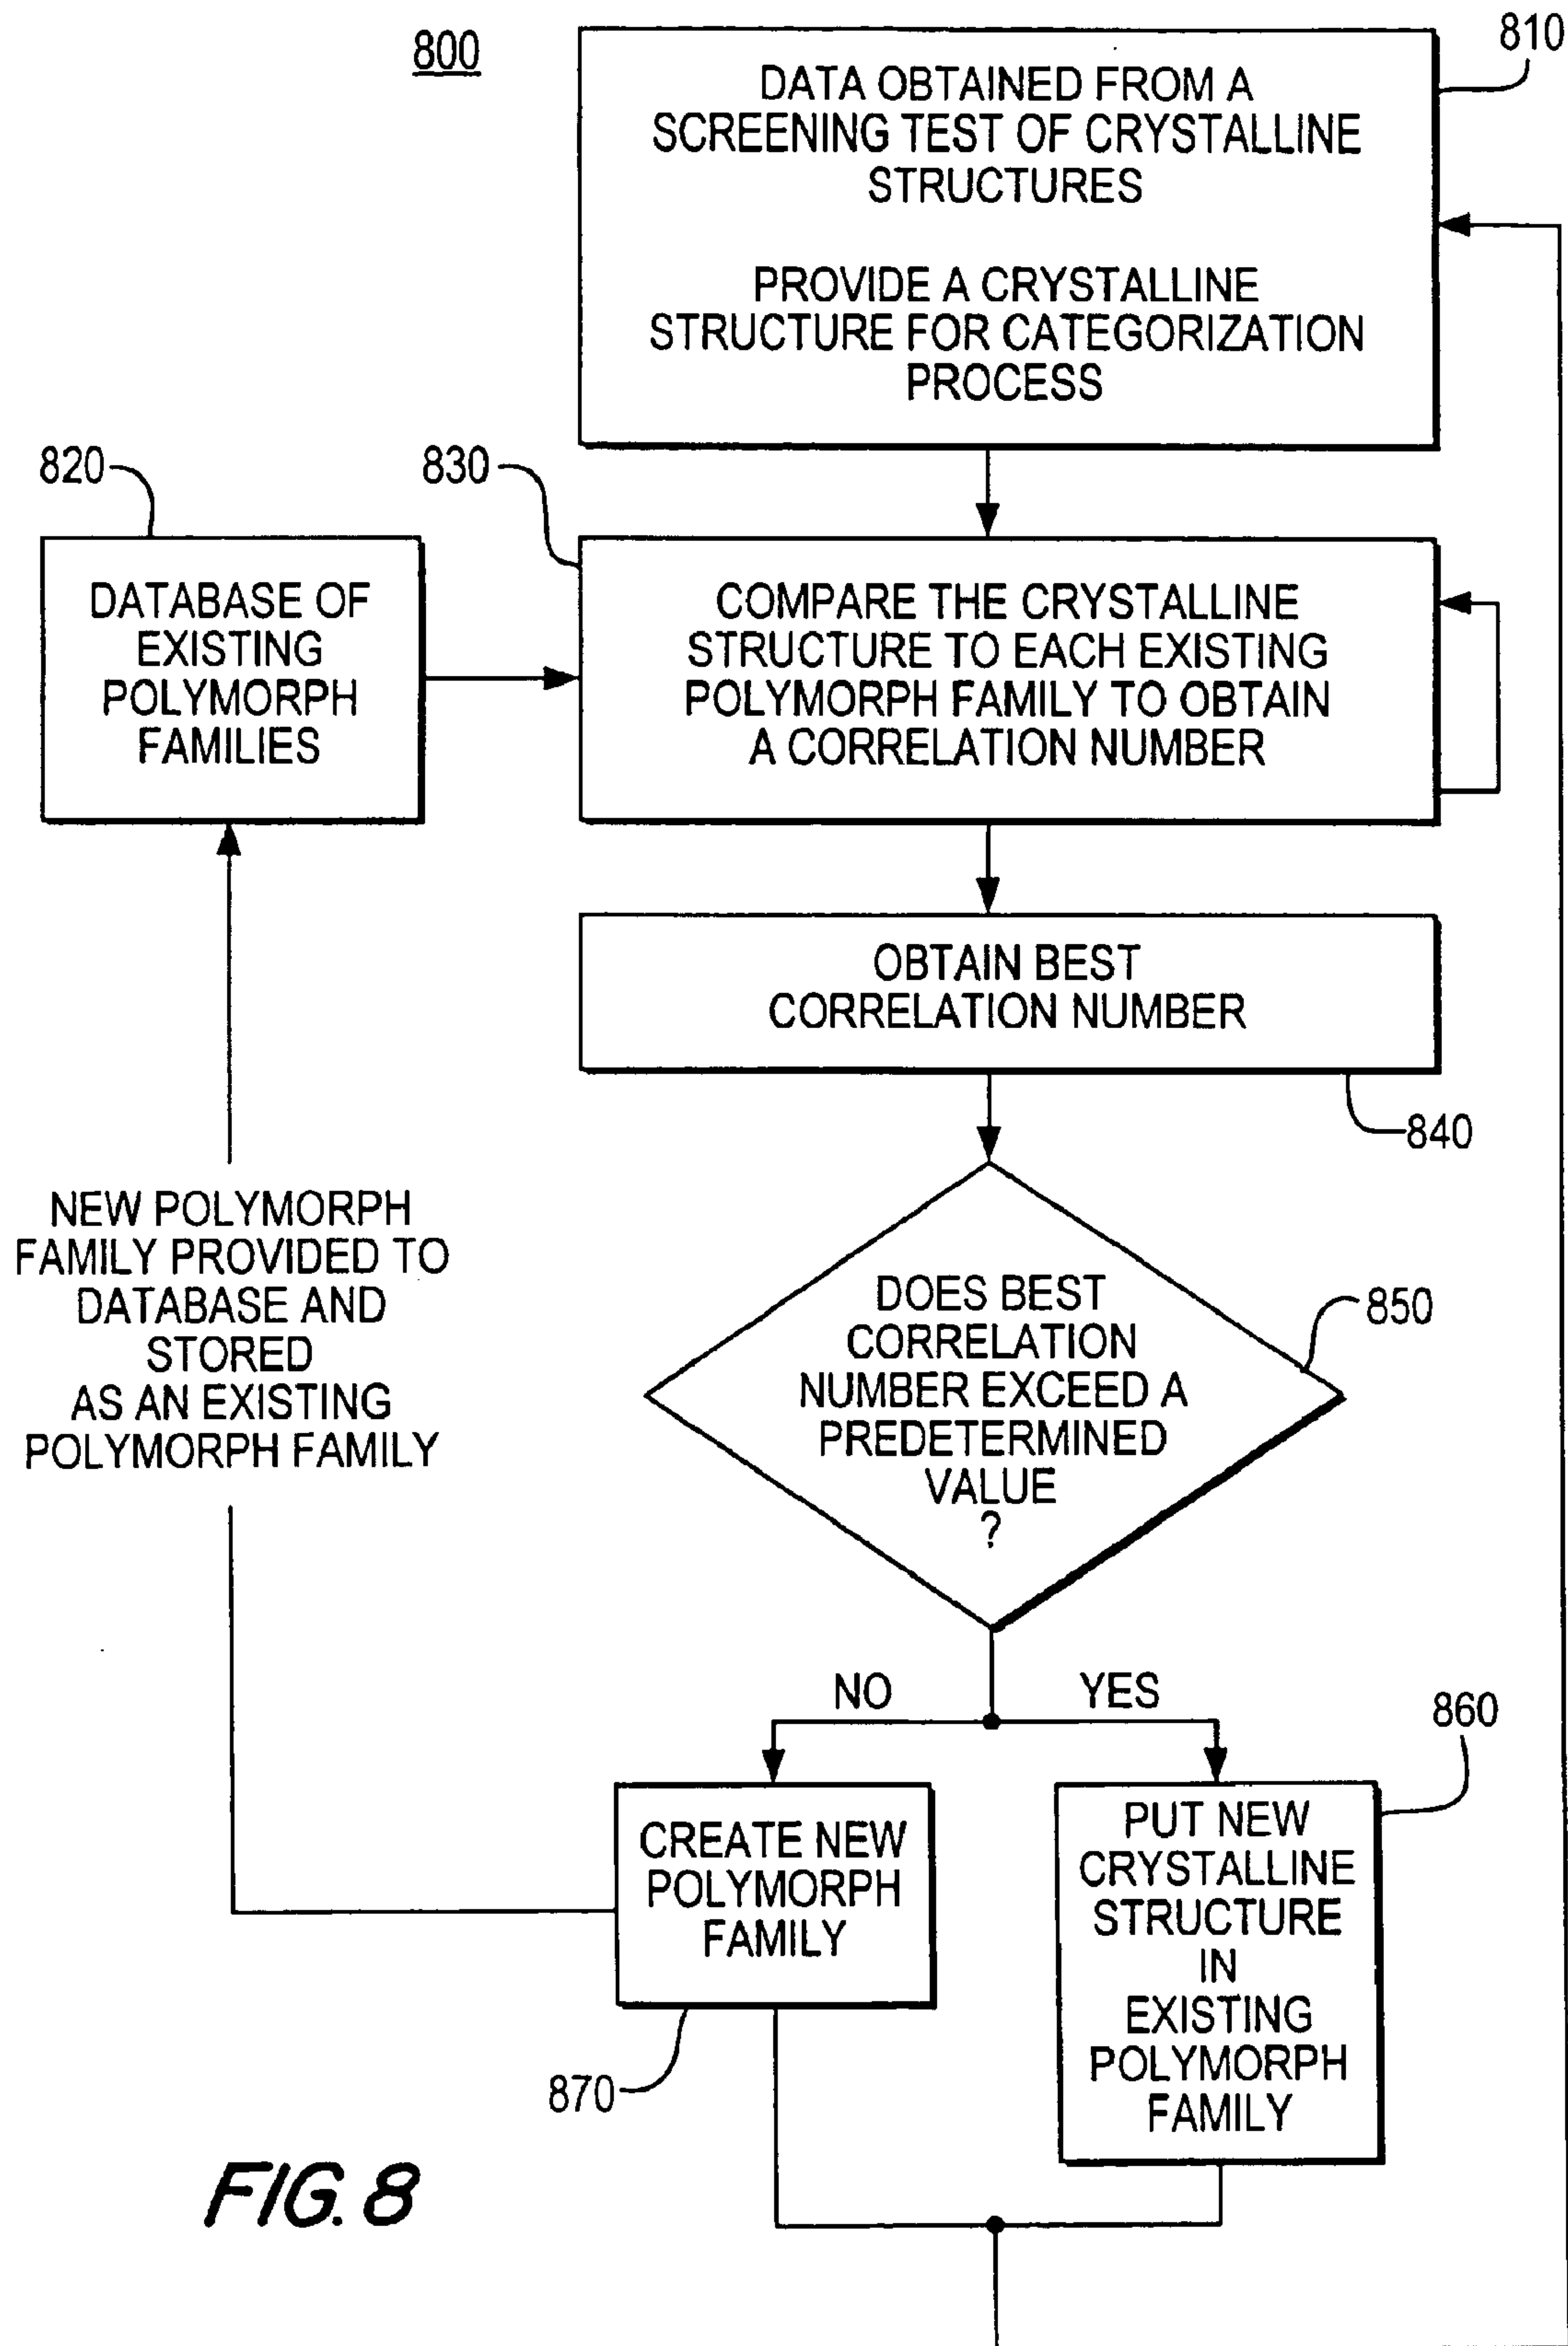 800
810
DATA OBTAINED FROM A
SCREENING TEST OF CRYSTALLINE
STRUCTURES
PROVIDE A CRYSTALLINE
STRUCTURE FOR CATEGORIZATION
PROCESS
820
830
DATABASE OF
EXISTING
POLYMORPH
FAMILIES
COMPARE THE CRYSTALLINE
STRUCTURE TO EACH EXISTING
POLYMORPH FAMILY TO OBTAIN
A CORRELATION NUMBER
OBTAIN BEST
CORRELATION NUMBER
840
NEW POLYMORPH
FAMILY PROVIDED TO
DATABASE AND
STORED
AS AN EXISTING
POLYMORPH FAMILY
DOES BEST
CORRELATION
NUMBER EXCEED A
PREDETERMINED
VALUE
?
850
NO
YES
860
CREATE NEW
POLYMORPH
FAMILY
870
PUT NEW
CRYSTALLINE
STRUCTURE
IN
EXISTING
POLYMORPH
FAMILY
FIG. 8